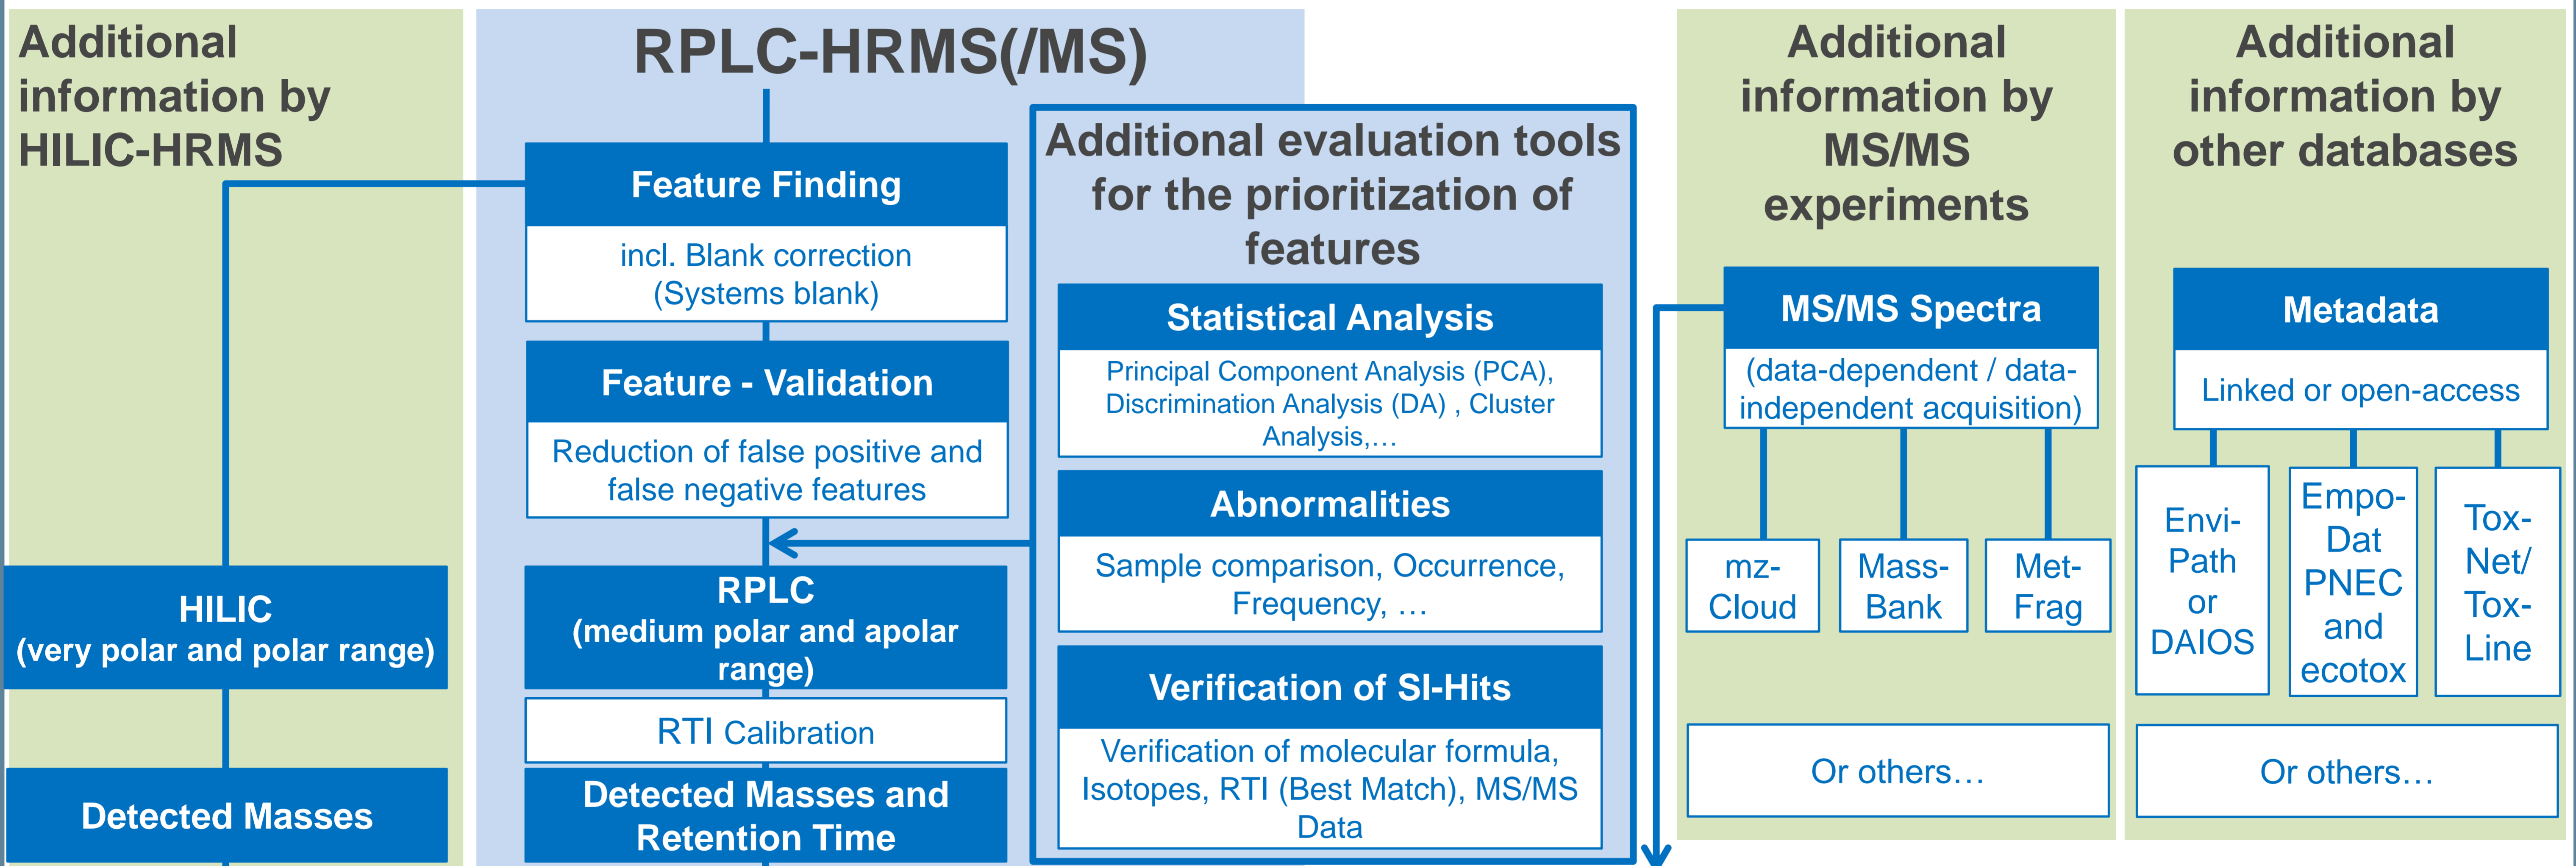 Additional
information by
HILIC-HRMS
HILIC
(very polar and polar range)
Detected Masses
RPLC-HRMS(/MS)
Feature Finding
incl. Blank correction
(Systems blank)
Feature - Validation
Reduction of false positive and
false negative features
RPLC
(medium polar and apolar
range)
RTI Calibration
Detected Masses and
Retention Time
Additional evaluation tools
for the prioritization of
features
Statistical Analysis
Principal Component Analysis (PCA),
Discrimination Analysis (DA) , Cluster
Analysis,…
Abnormalities
Sample comparison, Occurrence,
Frequency, …
Verification of SI-Hits
Verification of molecular formula,
Isotopes, RTI (Best Match), MS/MS
Data
Additional
information by
MS/MS
experiments
MS/MS Spectra
(data-dependent / data-
independent acquisition)
mz-
Cloud
Mass-
Bank
Met-
Frag
Or others…
Additional
information by
other databases
Metadata
Linked or open-access
Envi-
Path
or
DAIOS
Empo-
Dat
PNEC
and
ecotox
Tox-
Net/
Tox-
Line
Or others…